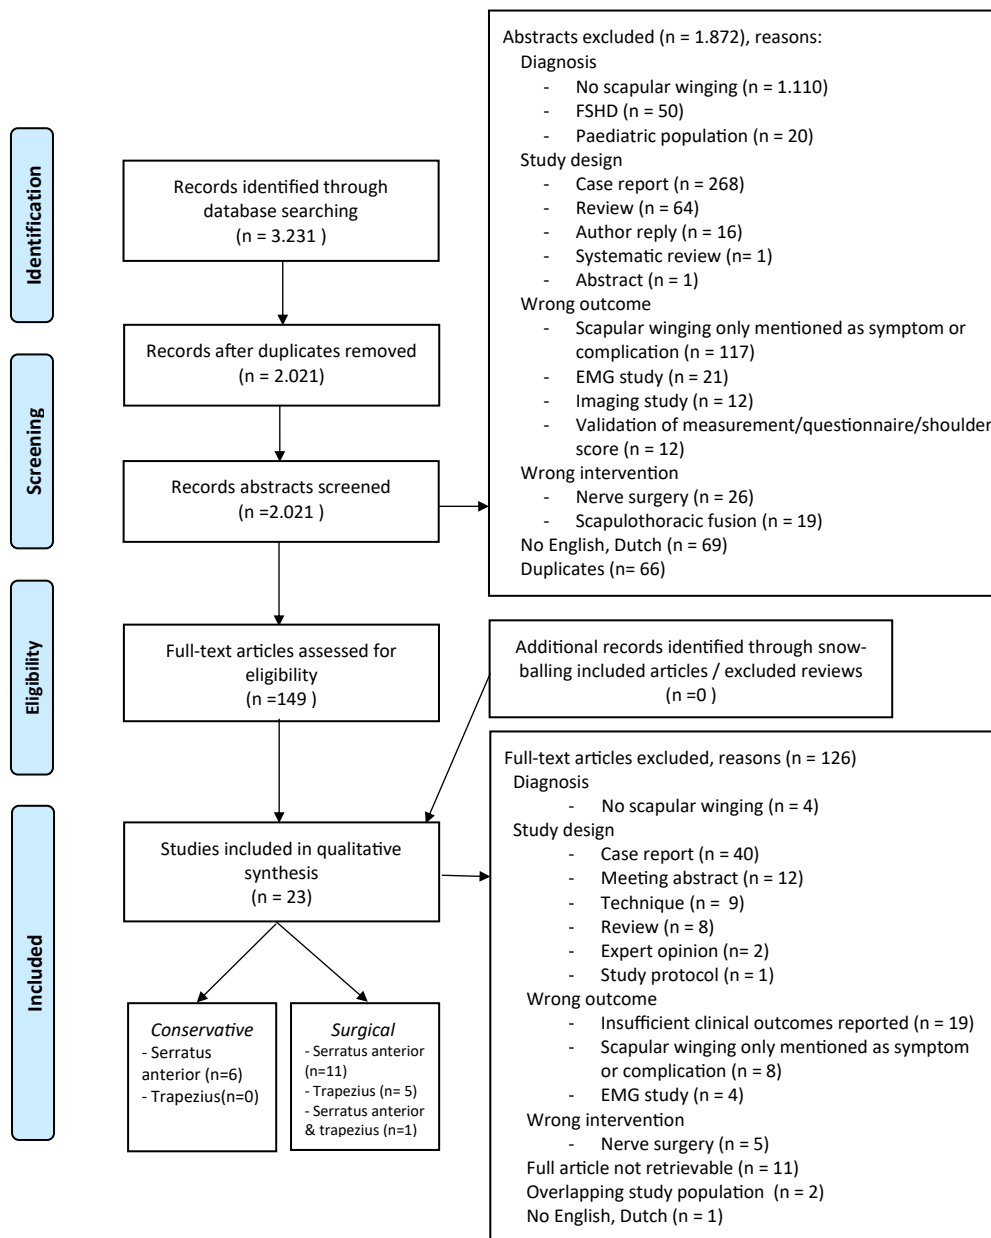 Identification
Screening
Eligibility
Included
Records identified through
database searching
(n = 3.231 )
Records after duplicates removed
(n = 2.021)
Records abstracts screened
(n =2.021 )
Abstracts excluded (n = 1.872), reasons:
Diagnosis
- No scapular winging (n = 1.110)
- FSHD (n = 50)
- Paediatric population (n = 20)
Study design
- Case report (n = 268)
- Review (n = 64)
- Author reply (n = 16)
- Systematic review (n= 1)
- Abstract (n = 1)
Wrong outcome
- Scapular winging only mentioned as symptom or
complication (n = 117)
- EMG study (n = 21)
- Imaging study (n = 12)
- Validation of measurement/questionnaire/shoulder
score (n = 12)
Wrong intervention
- Nerve surgery (n = 26)
- Scapulothoracic fusion (n = 19)
No English, Dutch (n = 69)
Duplicates (n= 66)
Full-text articles assessed for
eligibility
(n =149 )
Additional records identified through snow-
balling included articles / excluded reviews
(n =0 )
Studies included in qualitative
synthesis
(n = 23)
Full-text articles excluded, reasons (n = 126)
Diagnosis
- No scapular winging (n = 4)
Study design
- Case report (n = 40)
- Meeting abstract (n = 12)
- Technique (n = 9)
- Review (n = 8)
- Expert opinion (n= 2)
- Study protocol (n = 1)
Wrong outcome
- Insufficient clinical outcomes reported (n = 19)
- Scapular winging only mentioned as symptom
or complication (n = 8)
- EMG study (n = 4)
Wrong intervention
- Nerve surgery (n = 5)
Full article not retrievable (n = 11)
Overlapping study population (n = 2)
No English, Dutch (n = 1)
Conservative
- Serratus
anterior (n=6)
- Trapezius(n=0)
Surgical
- Serratus anterior
(n=11)
- Trapezius (n= 5)
- Serratus anterior
& trapezius (n=1)